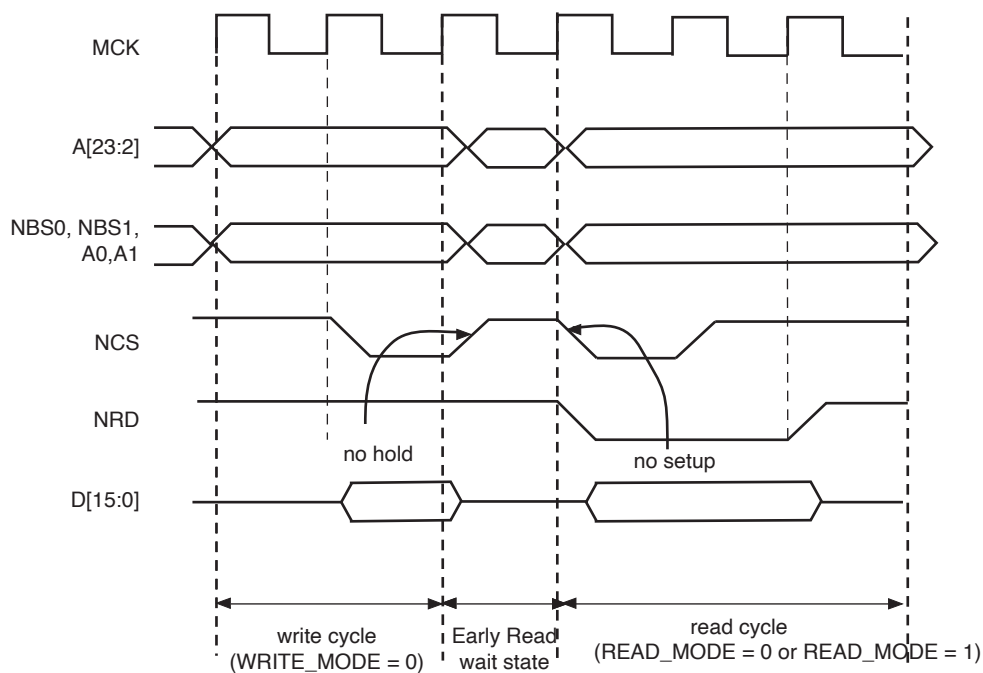 MCK
A[23:2]
NBS0, NBS1,
A0,A1
NCS
NRD
no hold
no setup
D[15:0]
write cycle
(WRITE_MODE = 0)
Early Read
wait state
read cycle
(READ_MODE = 0 or READ_MODE = 1)